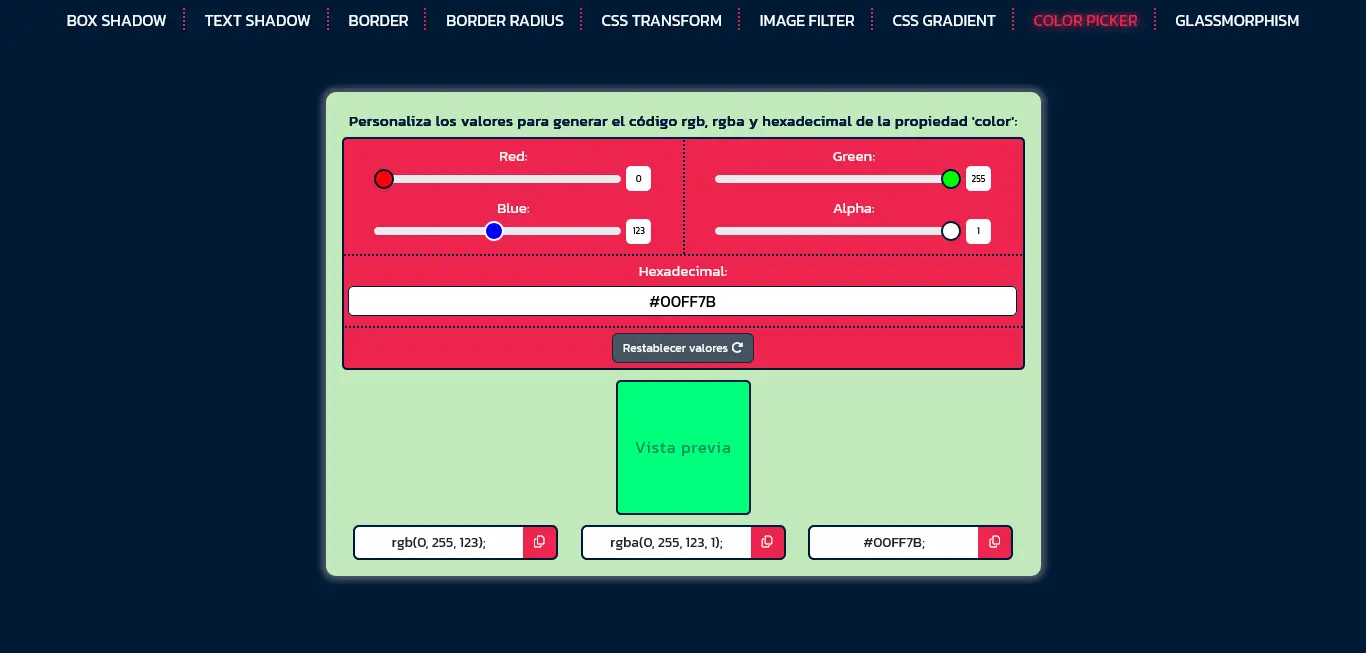 BOX SHADOW TEXT SHADOW BORDER BORDER RADIUS CSS TRANSFORM IMAGE FILTER CSS GRADIENT COLOR PICKER GLASSMORPHISM
Personaliza los valores para generar el código rgb, rgba y hexadecimal de la propiedad 'color':
Red: Green:
0 255
Blue: Alpha:
123 1
Hexadecimal:
#00FF7B
Restablecer valores
Vista previa
rgb(0, 255, 123); rgba(0, 255, 123, 1); #00FF7B;